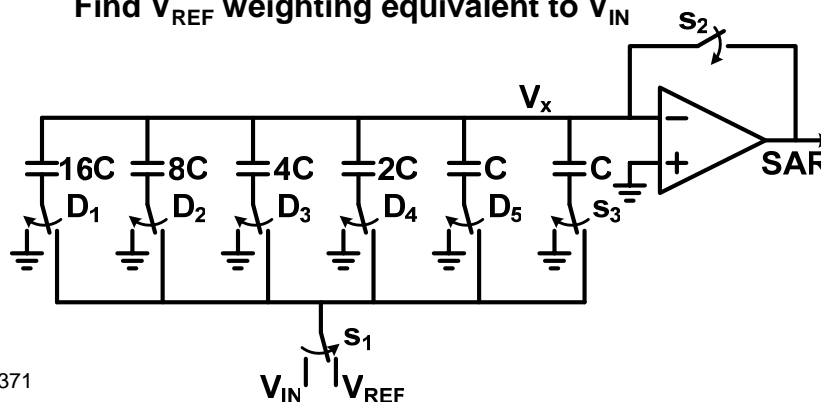 Find V_REF weighting equivalent to V_IN
s2
Vx
16C 8C 4C 2C C C
SAR
D1 D2 D3 D4 D5 s3
s1
371
V_IN V_REF